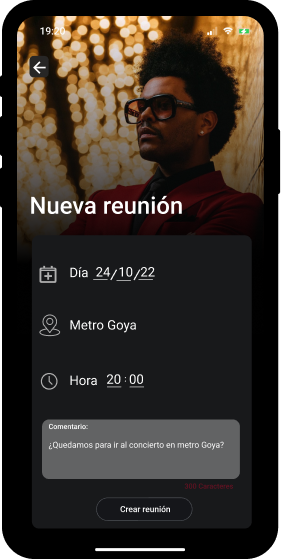 19:20
Nueva reunión
Día 24/10/22
Metro Goya
Hora 20 : 00
Comentario:
¿Quedamos para ir al concierto en metro Goya?
Crear reunión